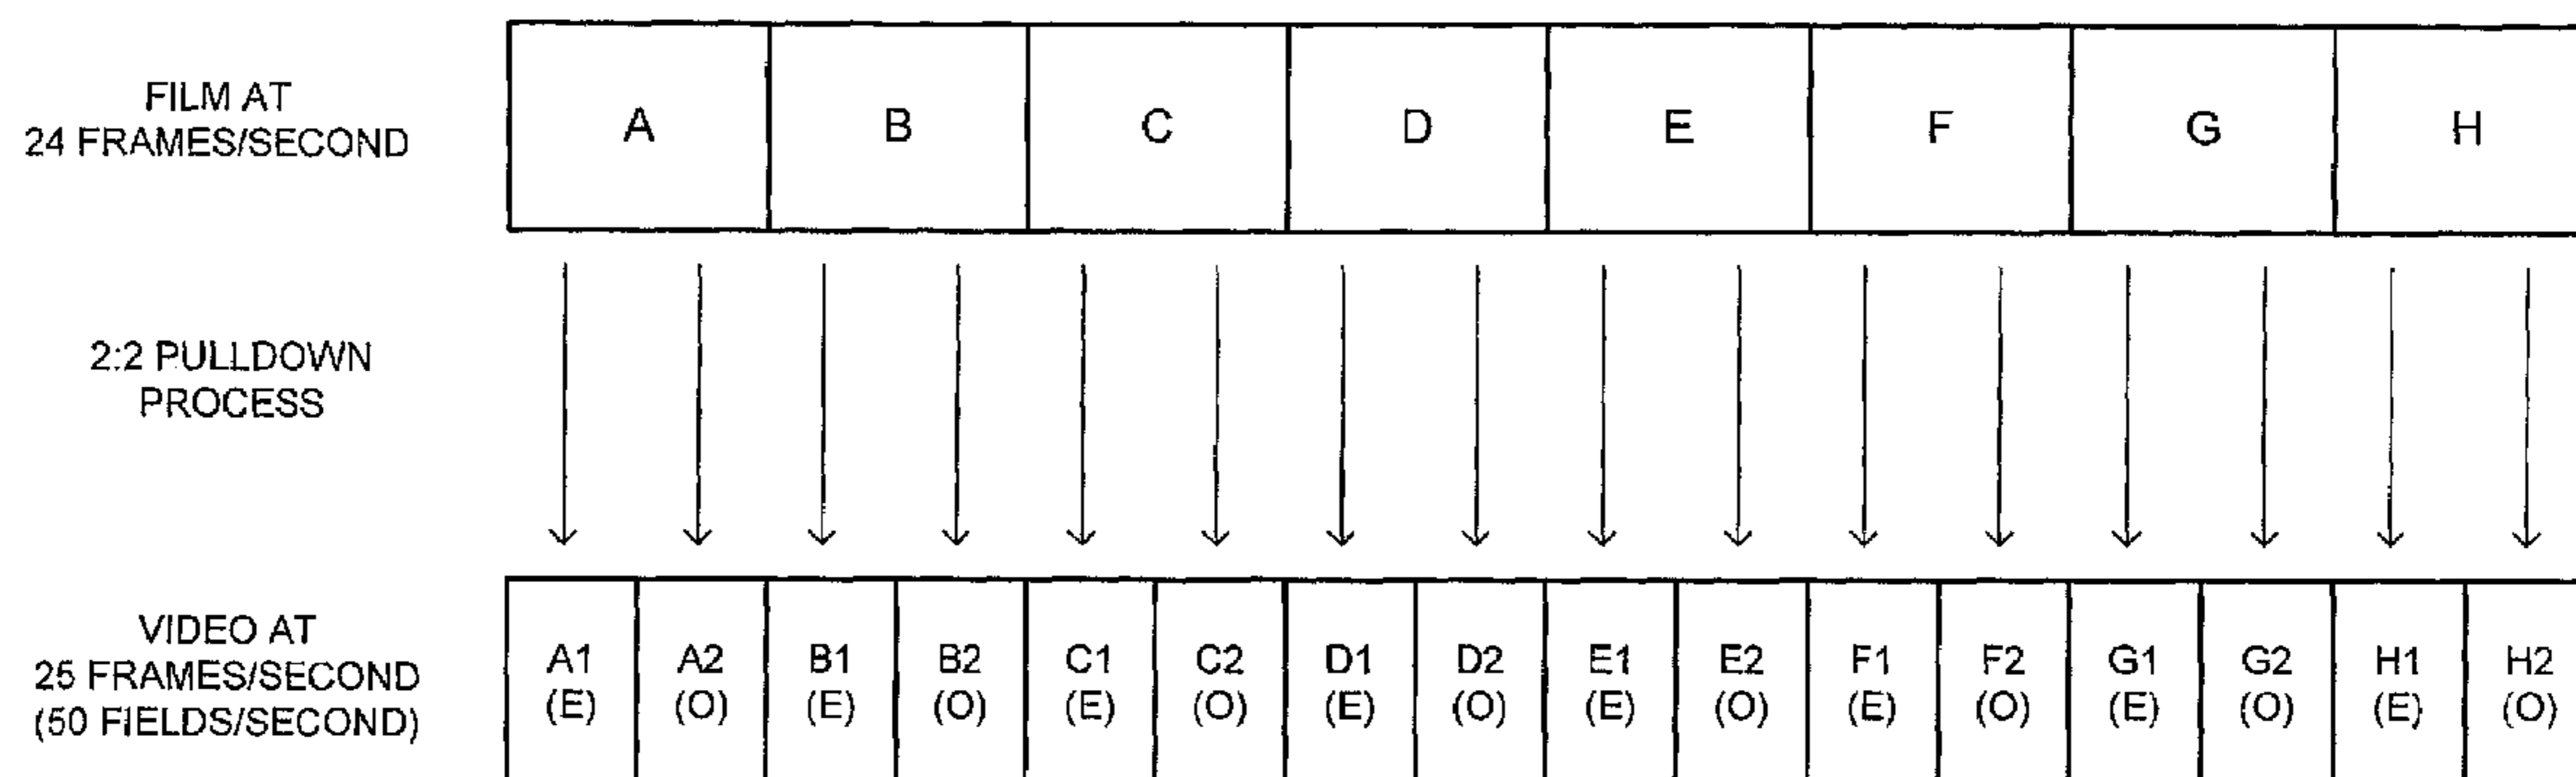 FILM AT
24 FRAMES/SECOND
A B C D E F G H
2:2 PULLDOWN
PROCESS
VIDEO AT
25 FRAMES/SECOND
(50 FIELDS/SECOND)
A1 A2 B1 B2 C1 C2 D1 D2 E1 E2 F1 F2 G1 G2 H1 H2
(E) (O) (E) (O) (E) (O) (E) (O) (E) (O) (E) (O) (E) (O) (E) (O)